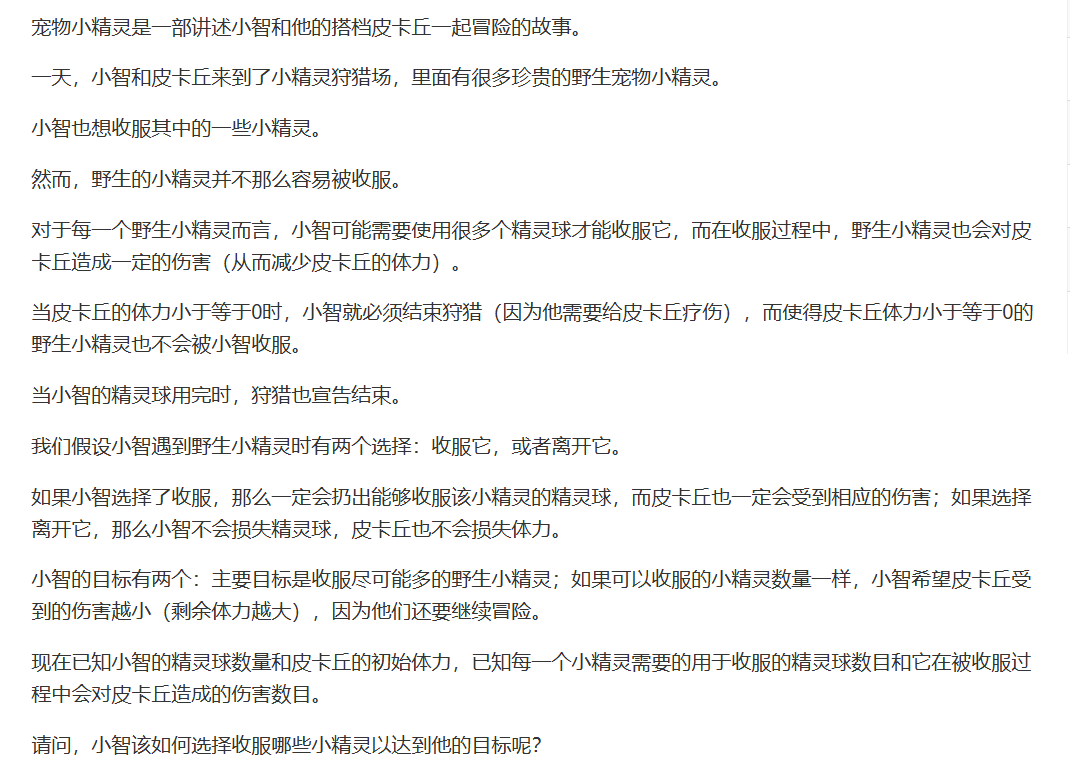 宠物小精灵是一部讲述小智和他的搭档皮卡丘一起冒险的故事。
一天，小智和皮卡丘来到了小精灵狩猎场，里面有很多珍贵的野生宠物小精灵。
小智也想收服其中的一些小精灵。
然而，野生的小精灵并不那么容易被收服。
对于每一个野生小精灵而言，小智可能需要使用很多个精灵球才能收服它，而在收服过程中，野生小精灵也会对皮
卡丘造成一定的伤害（从而减少皮卡丘的体力）。
当皮卡丘的体力小于等于0时，小智就必须结束狩猎（因为他需要给皮卡丘疗伤），而使得皮卡丘体力小于等于0的
野生小精灵也不会被小智收服。
当小智的精灵球用完时，狩猎也宣告结束。
我们假设小智遇到野生小精灵时有两个选择：收服它，或者离开它。
如果小智选择了收服，那么一定会扔出能够收服该小精灵的精灵球，而皮卡丘也一定会受到相应的伤害；如果选择
离开它，那么小智不会损失精灵球，皮卡丘也不会损失体力。
小智的目标有两个：主要目标是收服尽可能多的野生小精灵；如果可以收服的小精灵数量一样，小智希望皮卡丘受
到的伤害越小（剩余体力越大），因为他们还要继续冒险。
现在已知小智的精灵球数量和皮卡丘的初始体力，已知每一个小精灵需要的用于收服的精灵球数目和它在被收服过
程中会对皮卡丘造成的伤害数目。
请问，小智该如何选择收服哪些小精灵以达到他的目标呢？